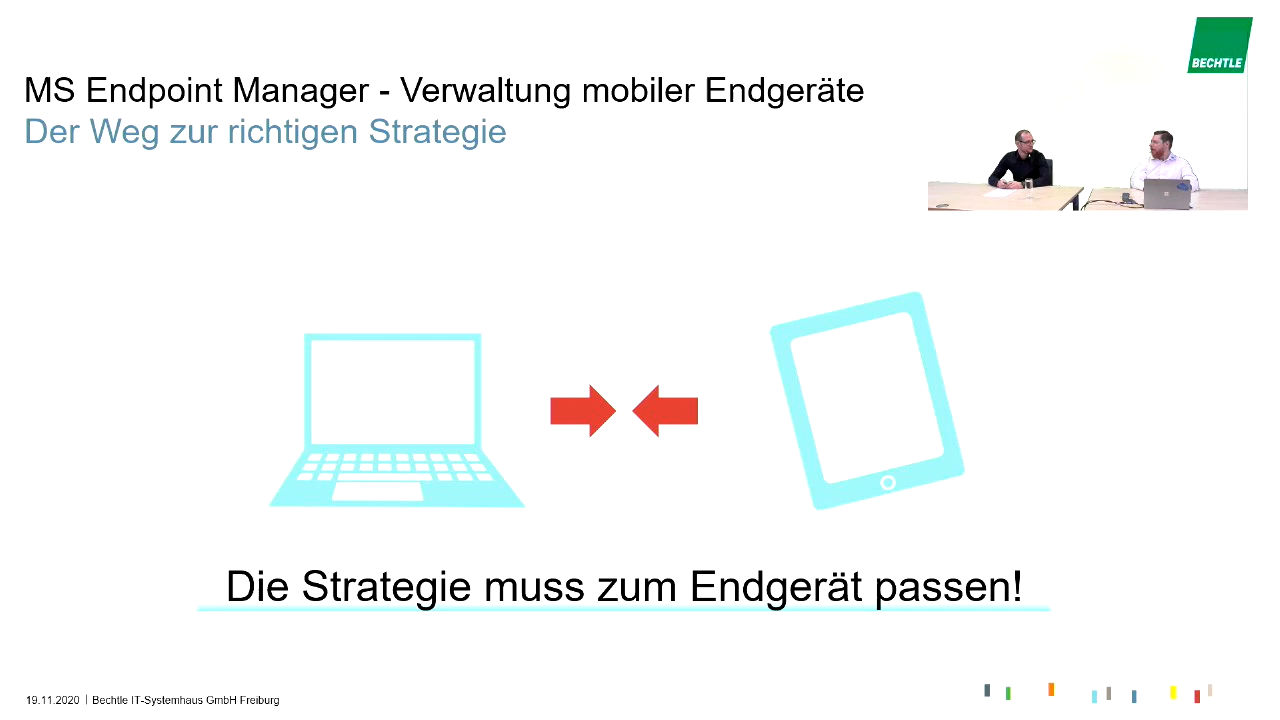 BECHTLE
MS Endpoint Manager - Verwaltung mobiler Endgeräte
Der Weg zur richtigen Strategie
Die Strategie muss zum Endgerät passen!
19.11.2020 | Bechtle IT-Systemhaus GmbH Freiburg